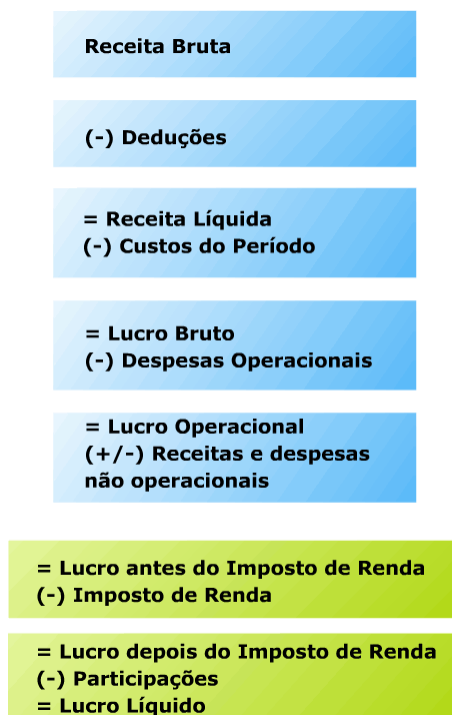 Receita Bruta
(-) Deduções
= Receita Líquida
(-) Custos do Período
= Lucro Bruto
(-) Despesas Operacionais
= Lucro Operacional
(+/-) Receitas e despesas
não operacionais
= Lucro antes do Imposto de Renda
(-) Imposto de Renda
= Lucro depois do Imposto de Renda
(-) Participações
= Lucro Líquido